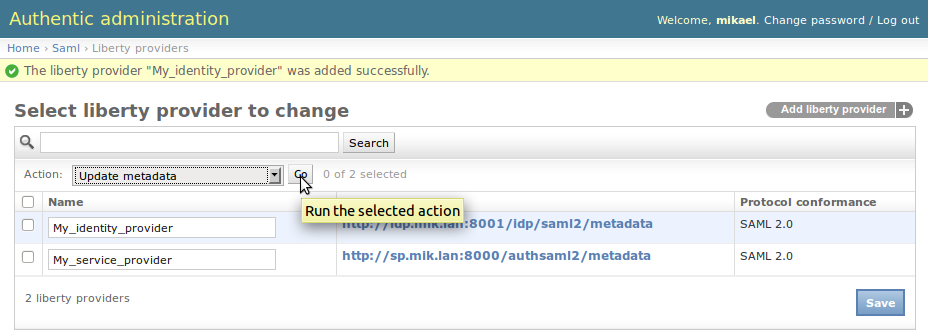 Authentic administration
Welcome, mikael. Change password / Log out
Home › Saml › Liberty providers
The liberty provider "My_identity_provider" was added successfully.
Select liberty provider to change
Add liberty provider +
Search
Action: Update metadata Go 0 of 2 selected
Run the selected action
Name Protocol conformance
My_identity_provider http://idp.mik.lan:8001/idp/saml2/metadata SAML 2.0
My_service_provider http://sp.mik.lan:8000/authsaml2/metadata SAML 2.0
2 liberty providers
Save